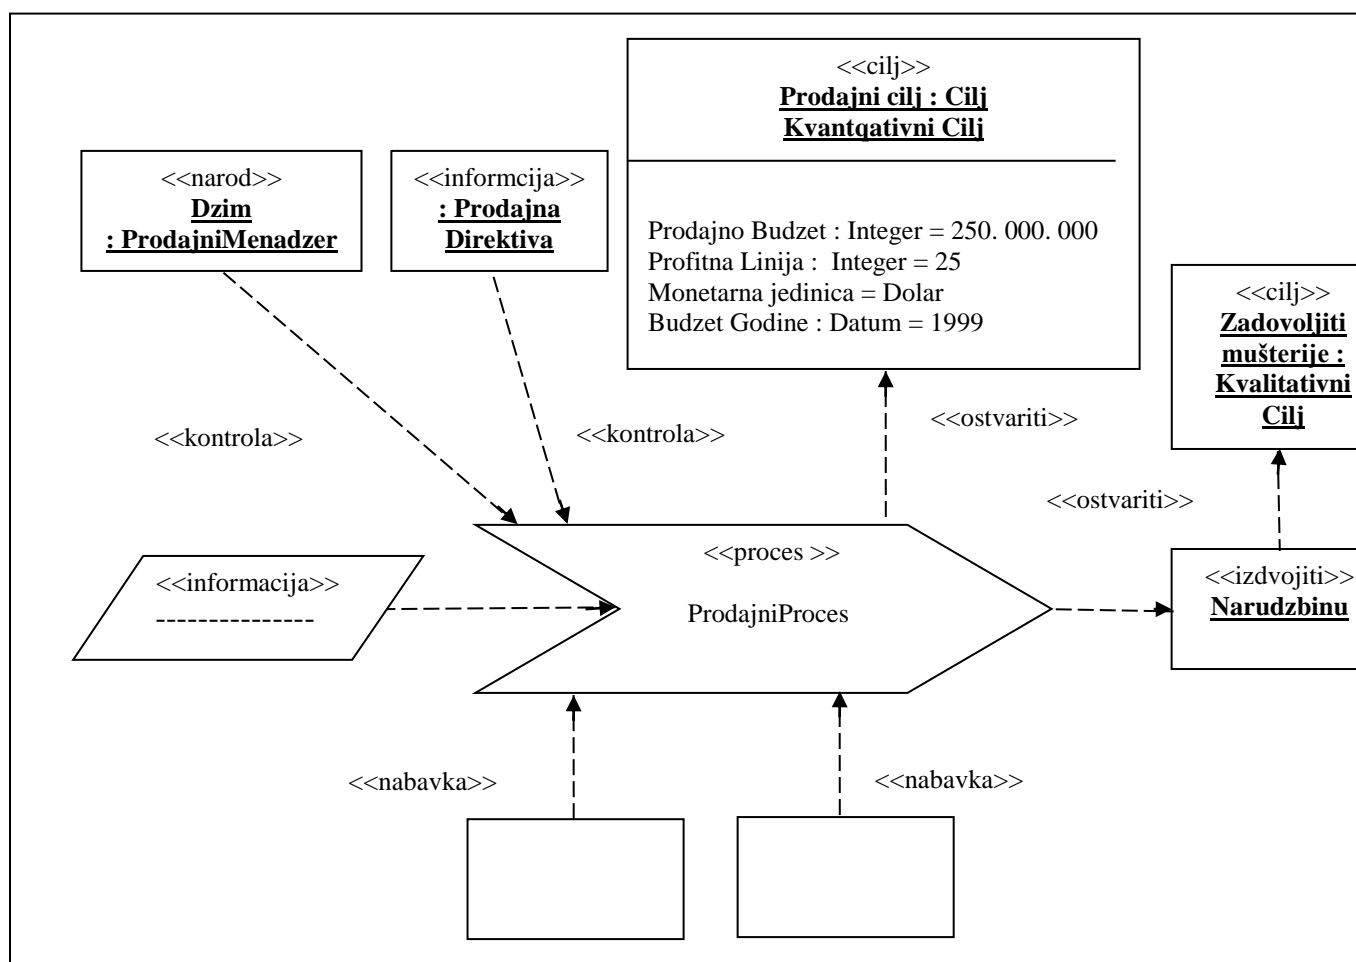 <<cilj>>
Prodajni cilj : Cilj
Kvantqativni Cilj
Prodajno Budzet : Integer = 250. 000. 000
Profitna Linija :  Integer = 25
Monetarna jedinica = Dolar
Budzet Godine : Datum = 1999
<<narod>>
Dzim
: ProdajniMenadzer
<<informcija>>
: Prodajna
Direktiva
<<cilj>>
Zadovoljiti
mušterije :
Kvalitativni
Cilj
<<kontrola>>
<<kontrola>>
<<ostvariti>>
<<ostvariti>>
<<informacija>>
---------------
<<proces >>
ProdajniProces
<<izdvojiti>>
Narudzbinu
<<nabavka>>
<<nabavka>>